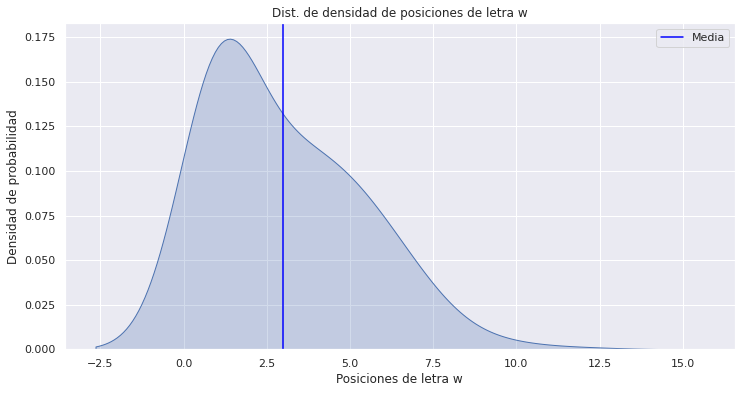 Dist. de densidad de posiciones de letra w
Media
Densidad de probabilidad
0.175
0.150
0.125
0.100
0.075
0.050
0.025
0.000
−2.5 0.0 2.5 5.0 7.5 10.0 12.5 15.0
Posiciones de letra w